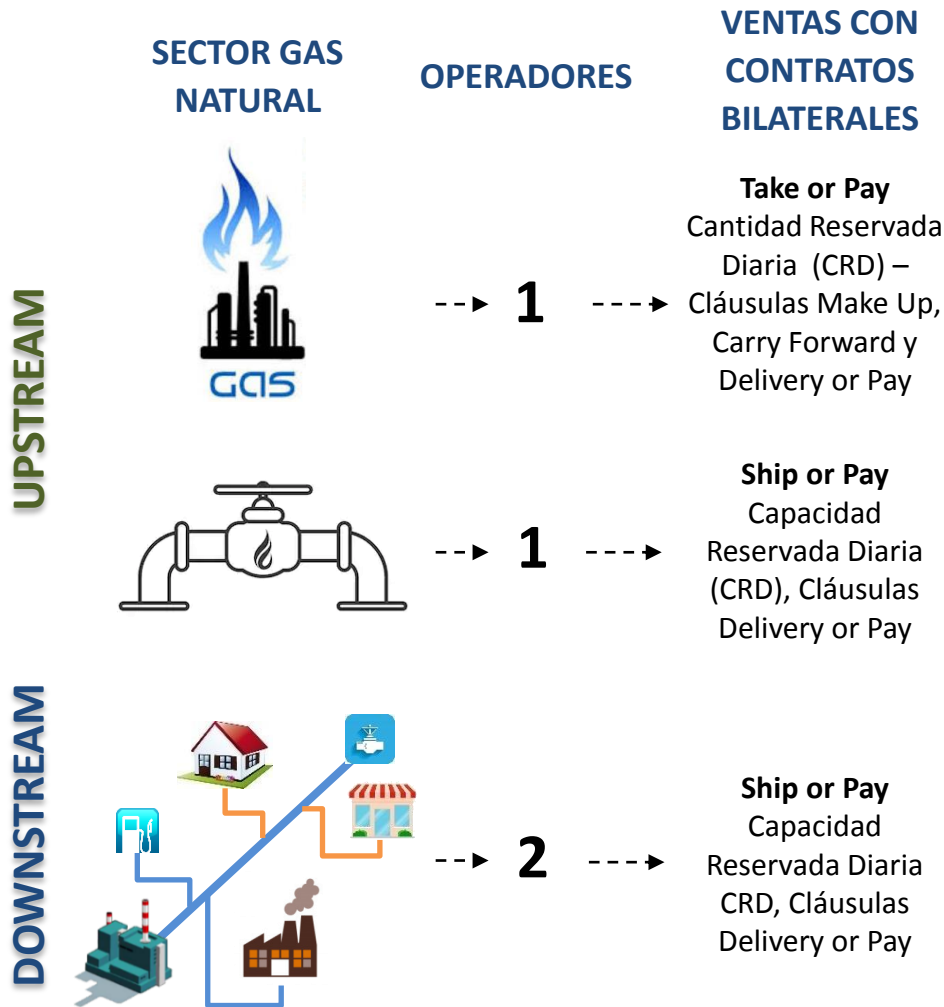 SECTOR GAS
NATURAL
OPERADORES
VENTAS CON
CONTRATOS
BILATERALES
UPSTREAM
GAS
1
Take or Pay
Cantidad Reservada
Diaria (CRD) –
Cláusulas Make Up,
Carry Forward y
Delivery or Pay
1
Ship or Pay
Capacidad
Reservada Diaria
(CRD), Cláusulas
Delivery or Pay
DOWNSTREAM
2
Ship or Pay
Capacidad
Reservada Diaria
CRD, Cláusulas
Delivery or Pay